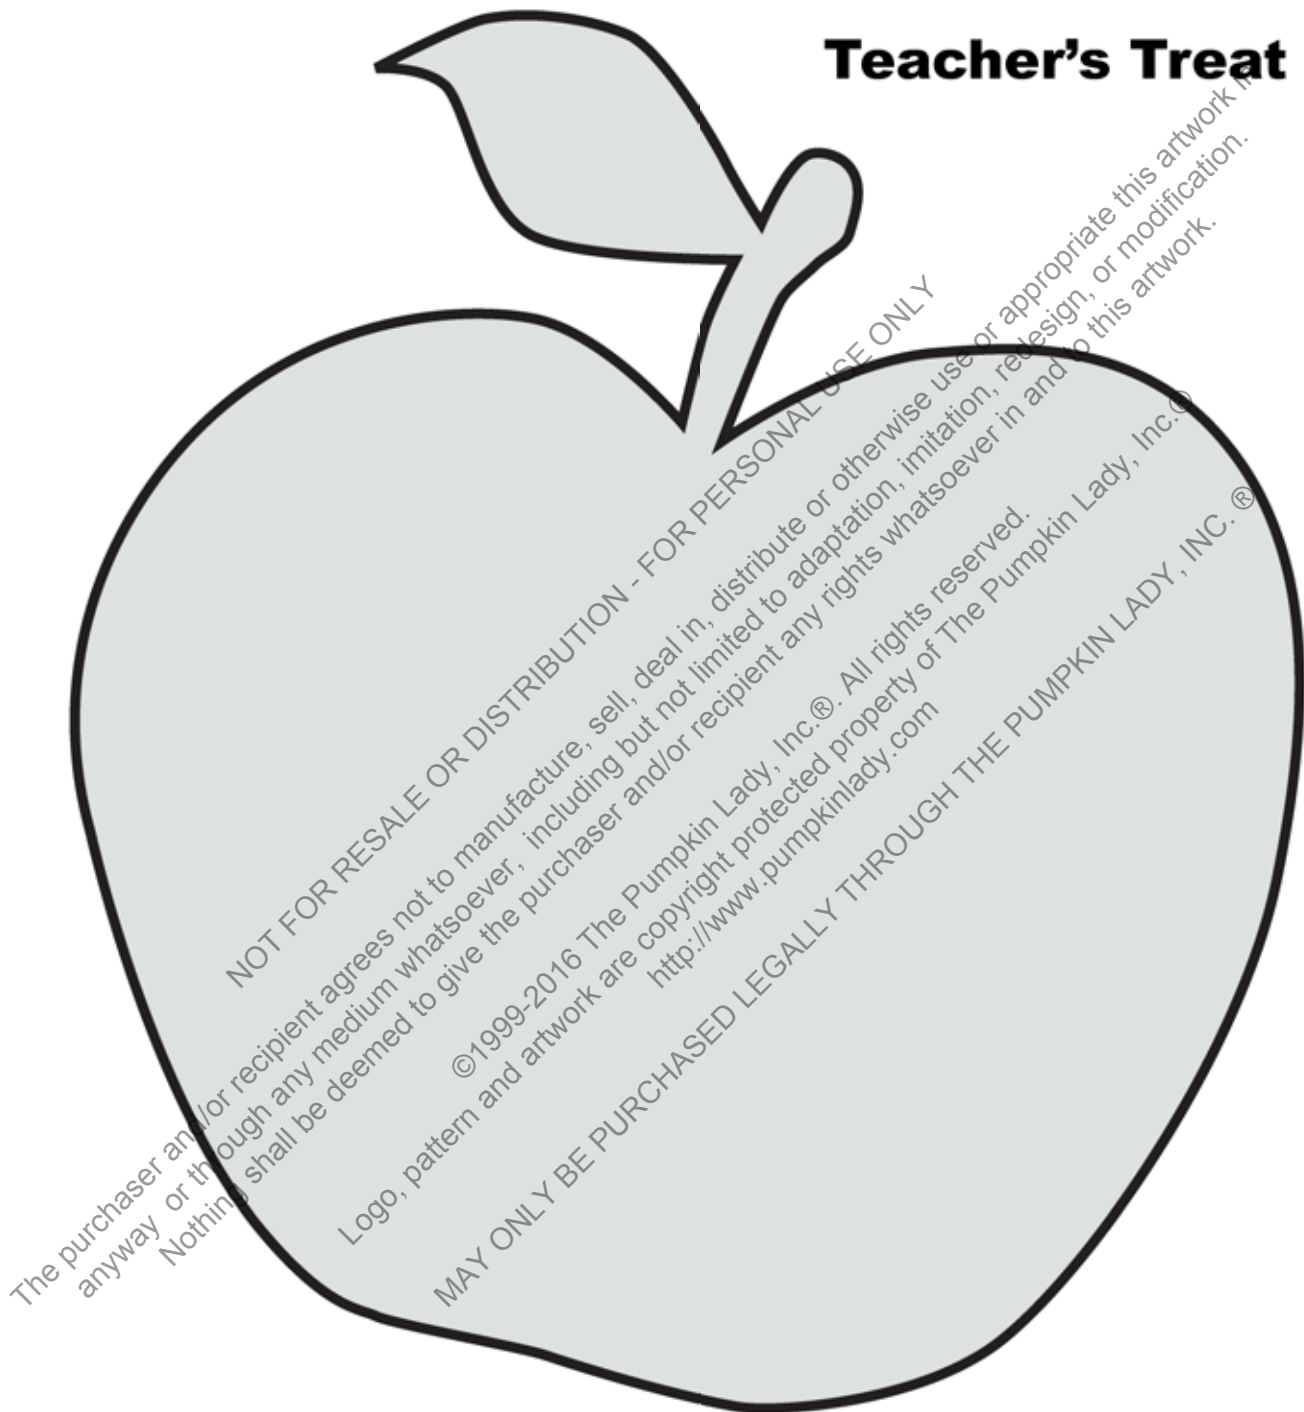 Teacher's Treat
NOT FOR RESALE OR DISTRIBUTION - FOR PERSONAL USE ONLY
The purchaser and/or recipient agrees not to manufacture, sell, deal in, distribute or otherwise use or appropriate this artwork in
anyway or through any medium whatsoever, including but not limited to adaptation, imitation, redesign, or modification.
Nothing shall be deemed to give the purchaser and/or recipient any rights whatsoever in and to this artwork.
©1999-2016 The Pumpkin Lady, Inc.®. All rights reserved.
Logo, pattern and artwork are copyright protected property of The Pumpkin Lady, Inc.®
http://www.pumpkinlady.com
MAY ONLY BE PURCHASED LEGALLY THROUGH THE PUMPKIN LADY, INC. ®